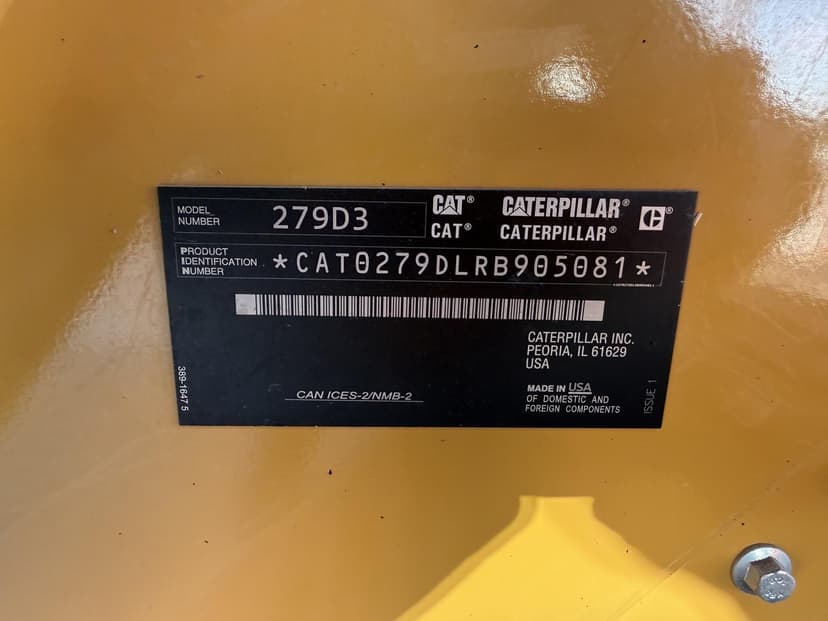 MODEL NUMBER 279D3
CAT® CATERPILLAR®
CAT® CATERPILLAR®
PRODUCT IDENTIFICATION NUMBER *CAT0279DLRB905081*
CATERPILLAR INC.
PEORIA, IL 61629
USA
MADE IN USA
OF DOMESTIC AND
FOREIGN COMPONENTS
CAN ICES-2/NMB-2
389-1647 5
ISSUE 1